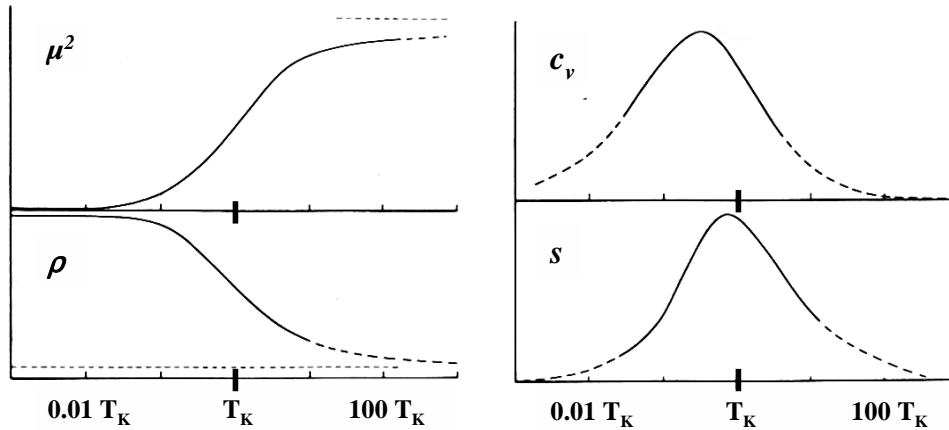 μ²
c_v
ρ
s
0.01 T_K
T_K
100 T_K
0.01 T_K
T_K
100 T_K